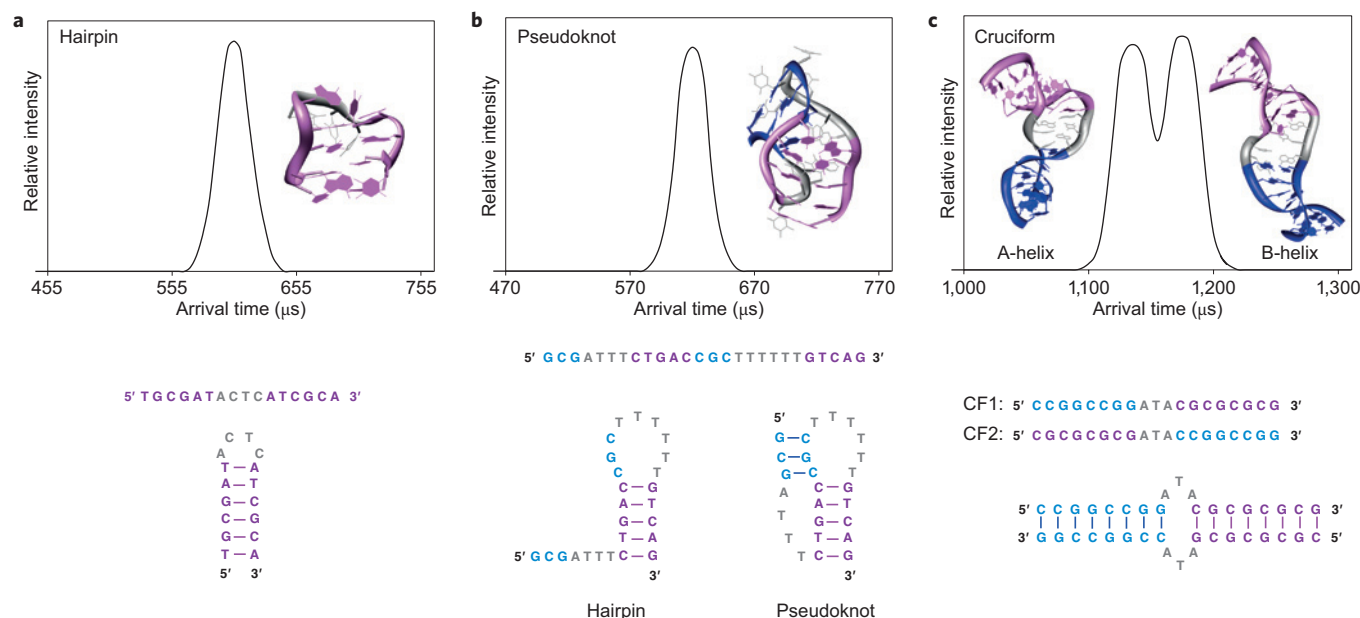 a
Hairpin
Relative intensity
455 555 655 755
Arrival time (µs)
5′ TGCGATACTCATCGCA 3′
C T
A C
T — A
A — T
G — C
C — G
G — C
T — A
5′ 3′
b
Pseudoknot
Relative intensity
470 570 670 770
Arrival time (µs)
5′ GCGATTTCTGACCGCTTTTTTGTCAG 3′
T T T
C T
G T
C T
C — G
A — T
G — C
T — A
5′ GCGATTTC — G
3′
Hairpin
5′ T T T
G — C T
C — G T
G — C T
A C — G
A — T
T G — C
T T — A
T C — G
3′
Pseudoknot
c
Cruciform
Relative intensity
A-helix B-helix
1,000 1,100 1,200 1,300
Arrival time (µs)
CF1: 5′ CCGGCCGGATACGCGCGCG 3′
CF2: 5′ CGCGCGCGATACCGGCCGG 3′
T
A A
5′ CCGGCCGG CGCGCGCG 3′
3′ GGCCGGCC GCGCGCGC 5′
A A
T